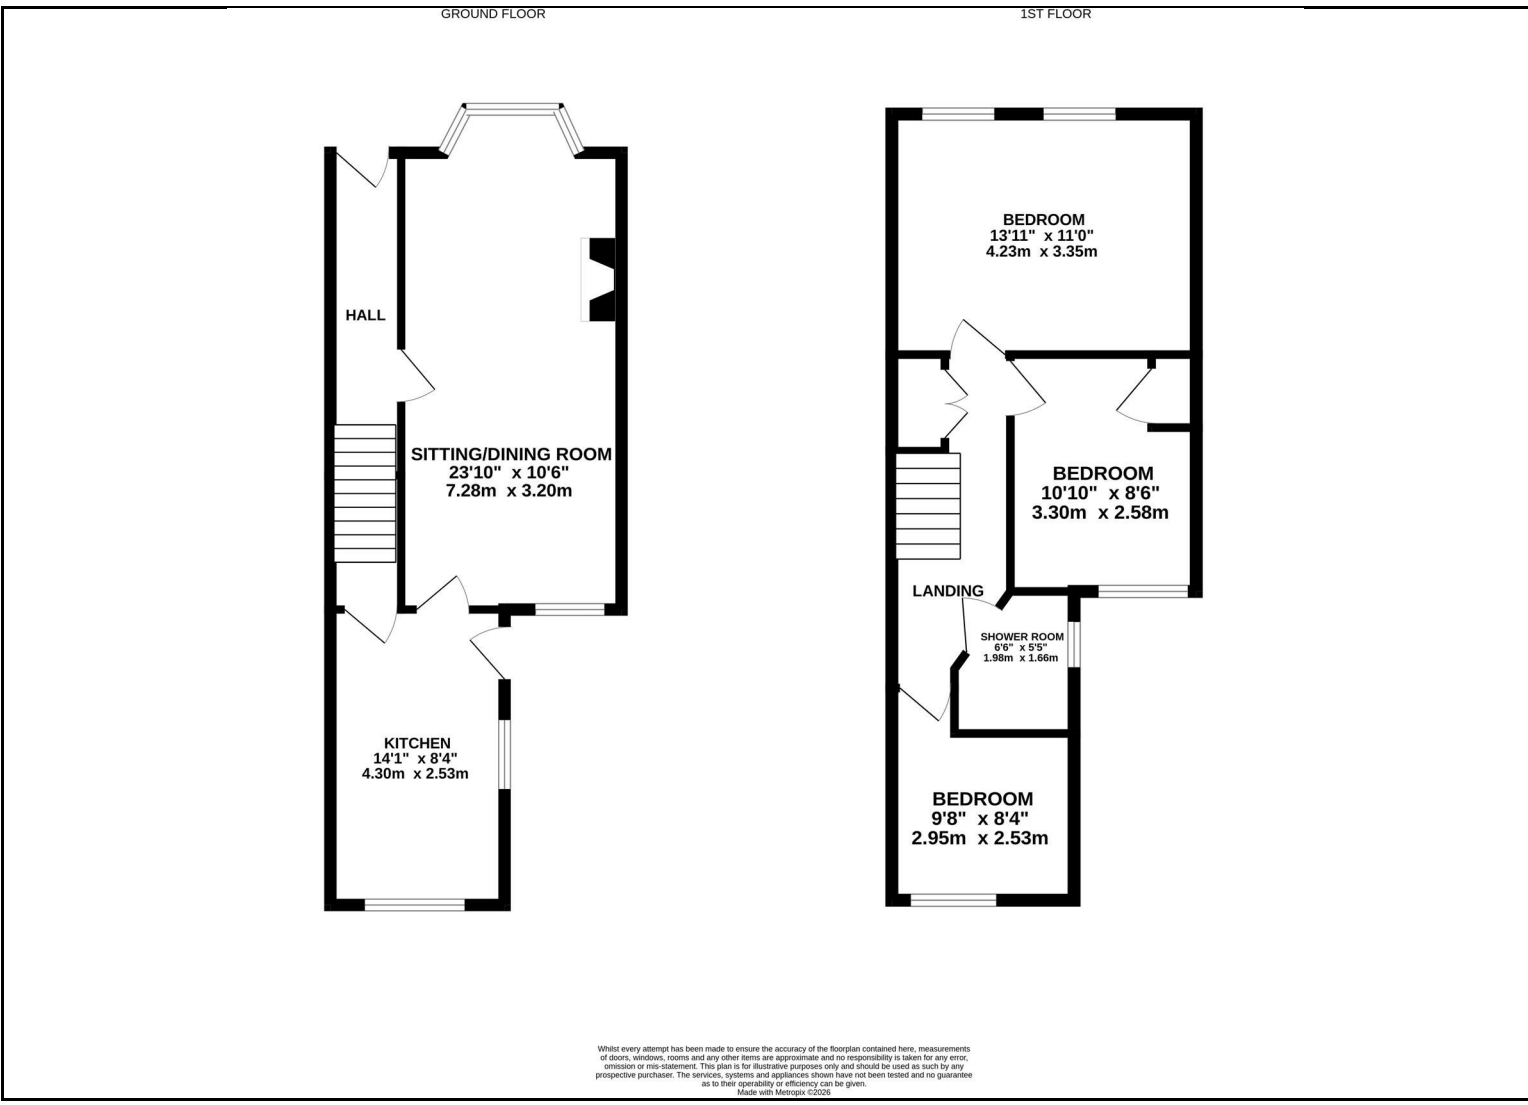 GROUND FLOOR
1ST FLOOR
HALL
SITTING/DINING ROOM
23'10" x 10'6"
7.28m x 3.20m
KITCHEN
14'1" x 8'4"
4.30m x 2.53m
BEDROOM
13'11" x 11'0"
4.23m x 3.35m
BEDROOM
10'10" x 8'6"
3.30m x 2.58m
LANDING
SHOWER ROOM
6'6" x 5'5"
1.98m x 1.66m
BEDROOM
9'8" x 8'4"
2.95m x 2.53m
Whilst every attempt has been made to ensure the accuracy of the floorplan contained here, measurements
of doors, windows, rooms and any other items are approximate and no responsibility is taken for any error,
omission or mis-statement. This plan is for illustrative purposes only and should be used as such by any
prospective purchaser. The services, systems and appliances shown have not been tested and no guarantee
as to their operability or efficiency can be given.
Made with Metropix ©2026